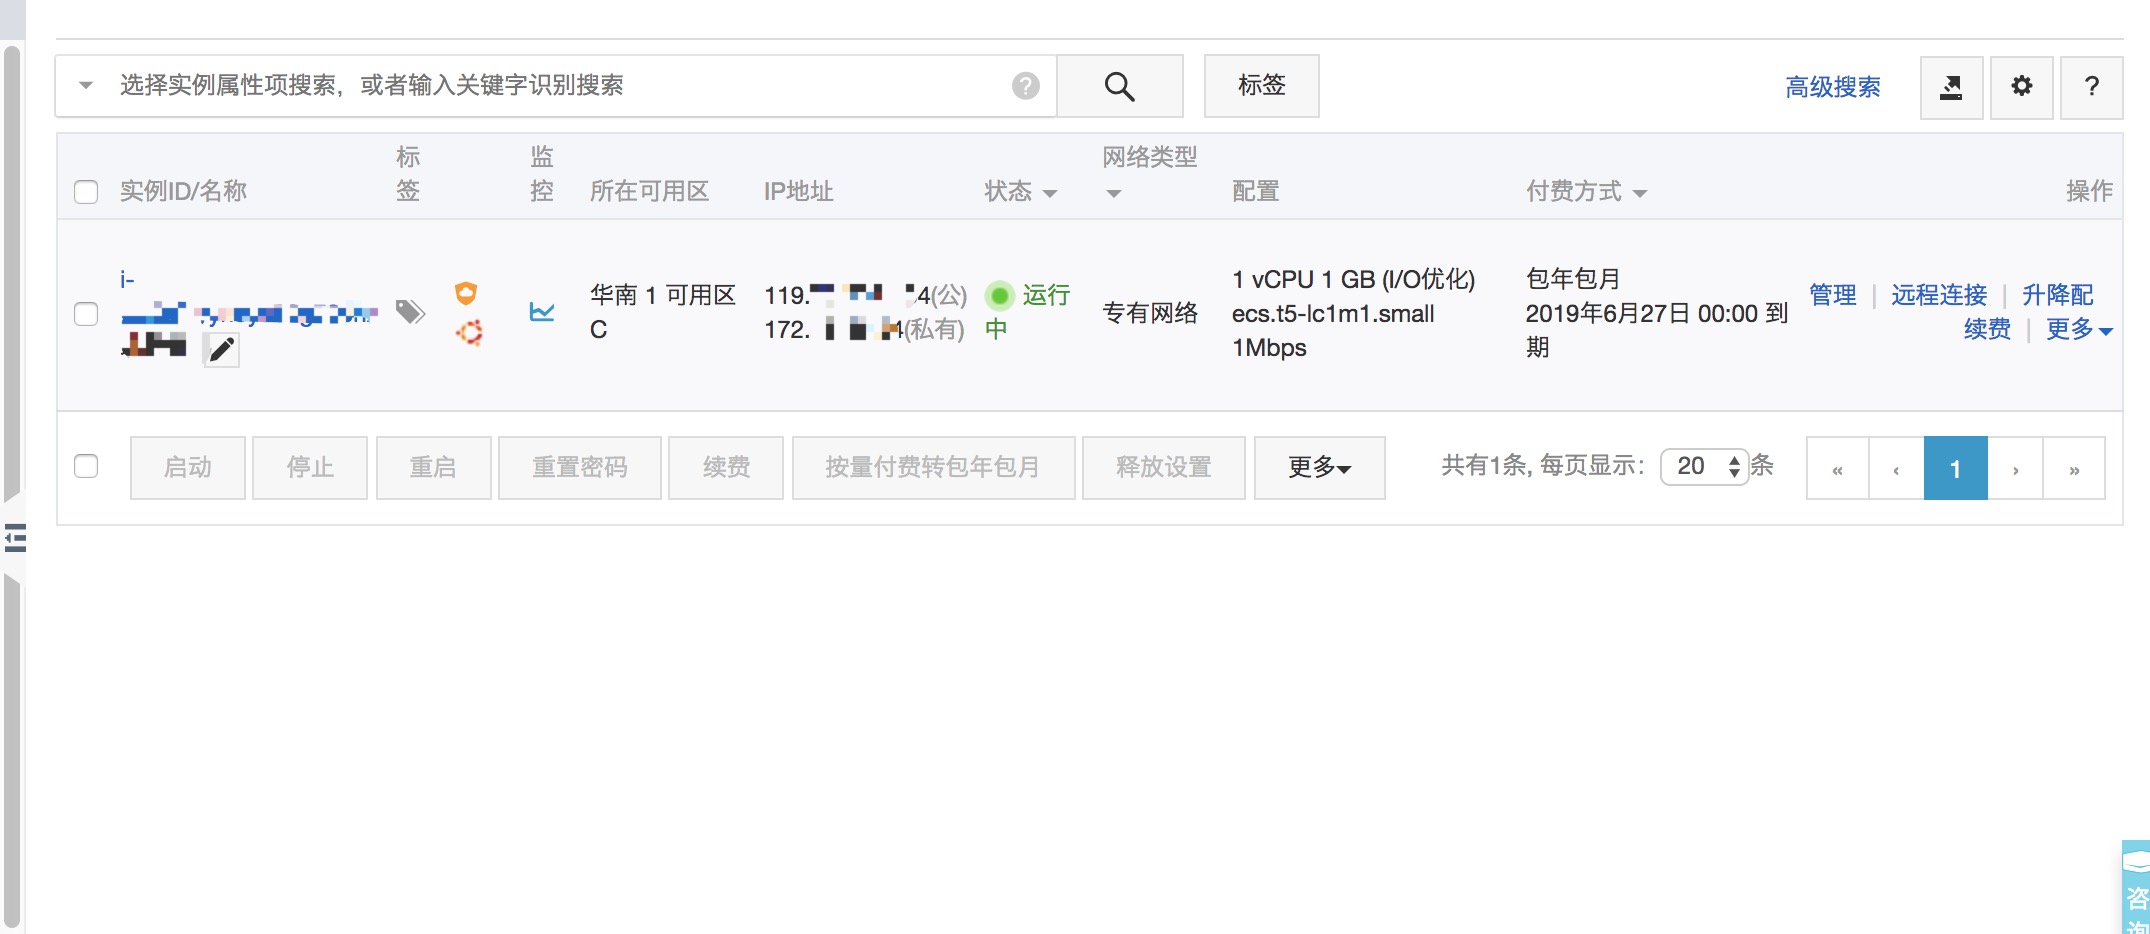 选择实例属性项搜索，或者输入关键字识别搜索
?
标签
高级搜索
?
实例ID/名称
标签
监控
所在可用区
IP地址
状态
网络类型
配置
付费方式
操作
i-
华南 1 可用区
C
119.
4(公)
172.
4(私有)
运行
中
专有网络
1 vCPU 1 GB (I/O优化)
ecs.t5-lc1m1.small
1Mbps
包年包月
2019年6月27日 00:00 到
期
管理 | 远程连接 | 升降配
续费 | 更多
启动
停止
重启
重置密码
续费
按量付费转包年包月
释放设置
更多
共有1条, 每页显示: 20 条
« ‹ 1 › »
咨
询